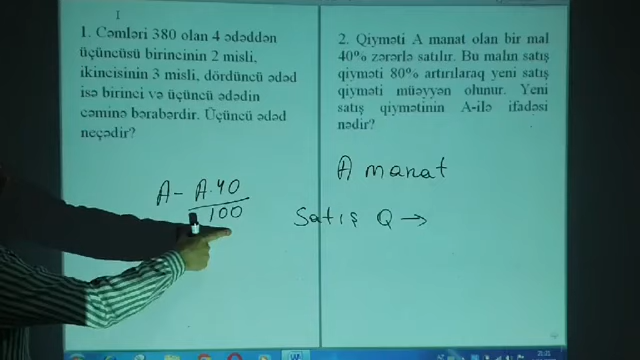 1. Cəmləri 380 olan 4 ədəddən
üçüncüsü birincinin 2 misli,
ikincisinin 3 misli, dördüncü ədəd
isə birinci və üçüncü ədədin
cəminə bərabərdir. Üçüncü ədəd
neçədir?
A - A·40
100
2. Qiyməti A manat olan bir mal
40% zərərlə satılır. Bu malın satış
qiyməti 80% artırılaraq yeni satış
qiyməti müəyyən olunur. Yeni
satış qiymətinin A-ilə ifadəsi
nədir?
A manat
Satış Q →